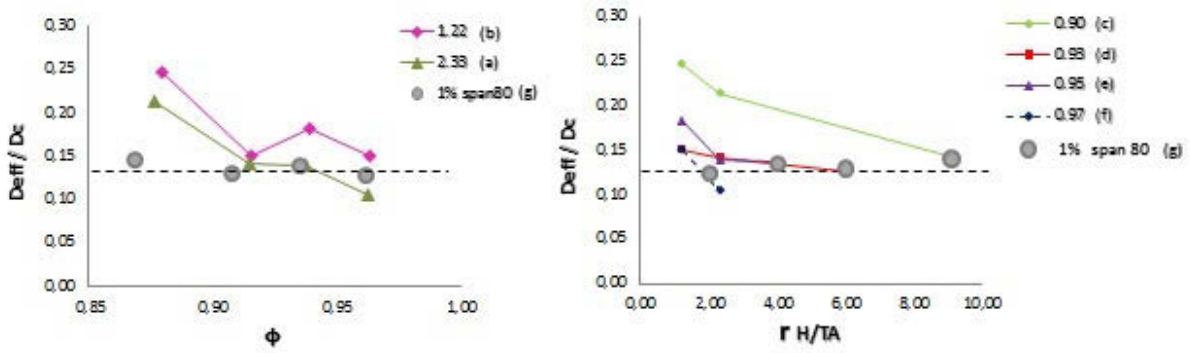 0,30
0,25
0,20
0,15
0,10
0,05
0,00
0,85
0,90
0,95
1,00
Deff / Dc
ϕ
1,22 (b)
2.33 (a)
1% span80 (g)
0,30
0,25
0,20
0,15
0,10
0,05
0,00
0,00
2,00
4,00
6,00
8,00
10,00
Deff / Dc
r H/TA
0.90 (c)
0.93 (d)
0.95 (e)
0.97 (f)
1% span 80 (g)